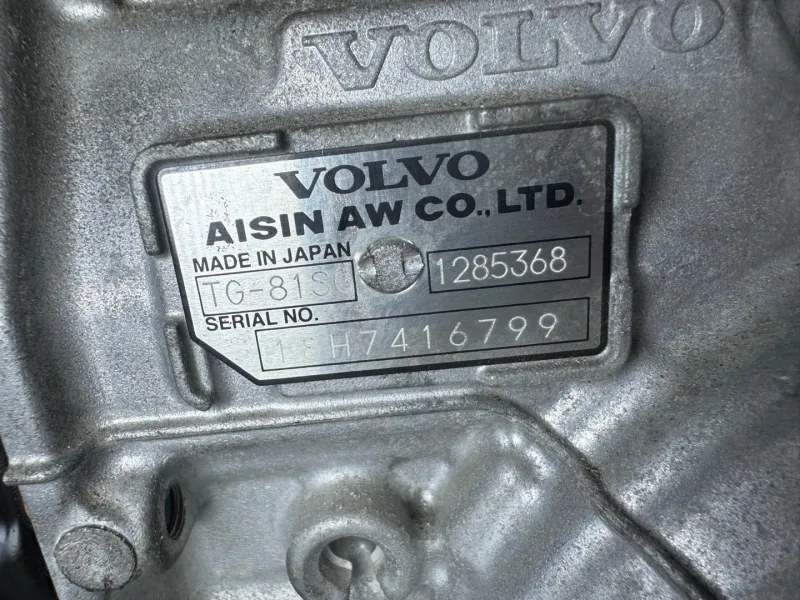 VOLVO
VOLVO
AISIN AW CO.,LTD.
MADE IN JAPAN
TG-81SC 1285368
SERIAL NO.
H7416799